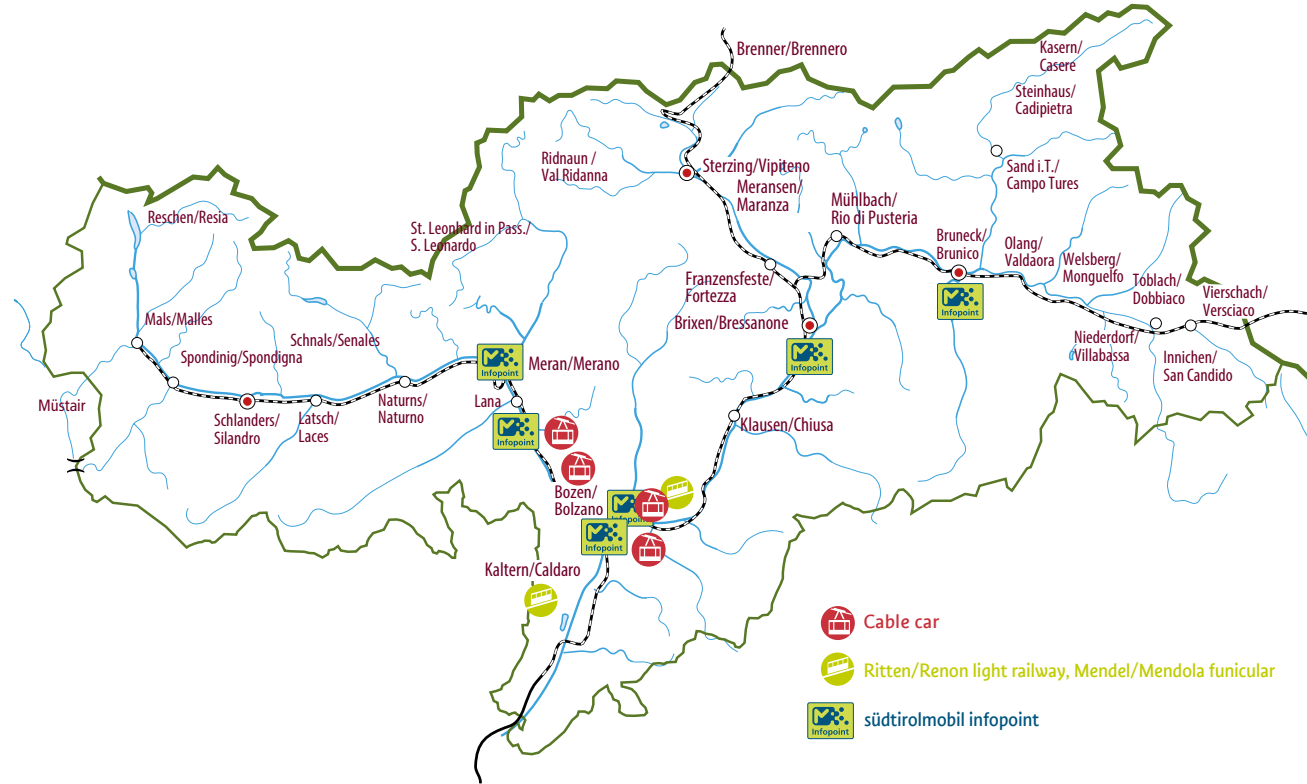 Brenner/Brennero
Kasern/
Casere
Steinhaus/
Cadipietra
Ridnaun /
Val Ridanna
Sterzing/Vipiteno
Meransen/
Maranza
Sand i.T./
Campo Tures
Mühlbach/
Rio di Pusteria
Reschen/Resia
St. Leonhard in Pass./
S. Leonardo
Bruneck/
Brunico
Olang/
Valdaora
Welsberg/
Monguelfo
Toblach/
Dobbiaco
Vierschach/
Versciaco
Franzensfeste/
Fortezza
Brixen/Bressanone
Infopoint
Infopoint
Niederdorf/
Villabassa
Innichen/
San Candido
Mals/Malles
Spondinig/Spondigna
Schnals/Senales
Infopoint
Meran/Merano
Müstair
Schlanders/
Silandro
Latsch/
Laces
Naturns/
Naturno
Lana
Infopoint
Klausen/Chiusa
Bozen/
Bolzano
Infopoint
Infopoint
Kaltern/Caldaro
Cable car
Ritten/Renon light railway, Mendel/Mendola funicular
Infopoint
südtirolmobil infopoint